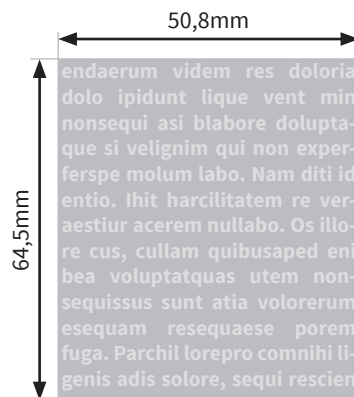 50,8mm
64,5mm
endaerum videm res doloria
dolo ipidunt lique vent min
nonsequi asi blabore dolupta-
que si velignim qui non exper-
ferspe molum labo. Nam diti id
entio. Ihit harcilitatem re ver-
aestiur acerem nullabo. Os illo-
re cus, cullam quibusaped eni
bea voluptatquas utem non-
sequissus sunt atia volorerum
esequam resequaese porem
fuga. Parchil lorepro comnihi li-
genis adis solore, sequi rescien